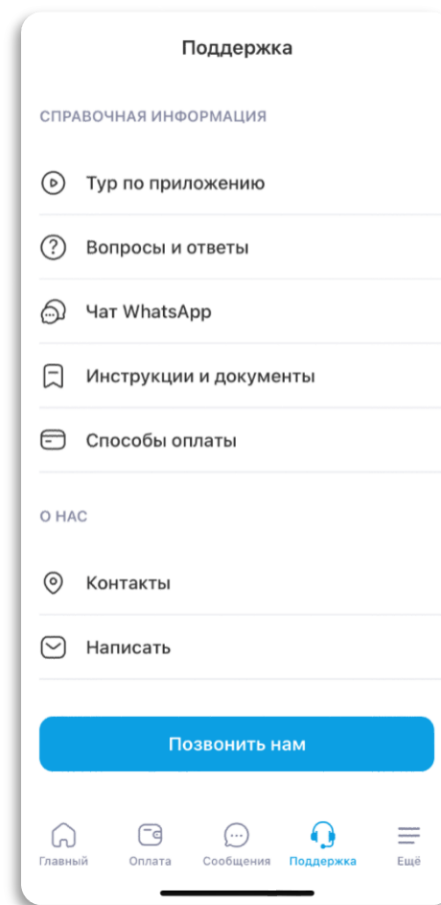 Поддержка
СПРАВОЧНАЯ ИНФОРМАЦИЯ
Тур по приложению
Вопросы и ответы
Чат WhatsApp
Инструкции и документы
Способы оплаты
О НАС
Контакты
Написать
Позвонить нам
Главный Оплата Сообщения Поддержка Ещё